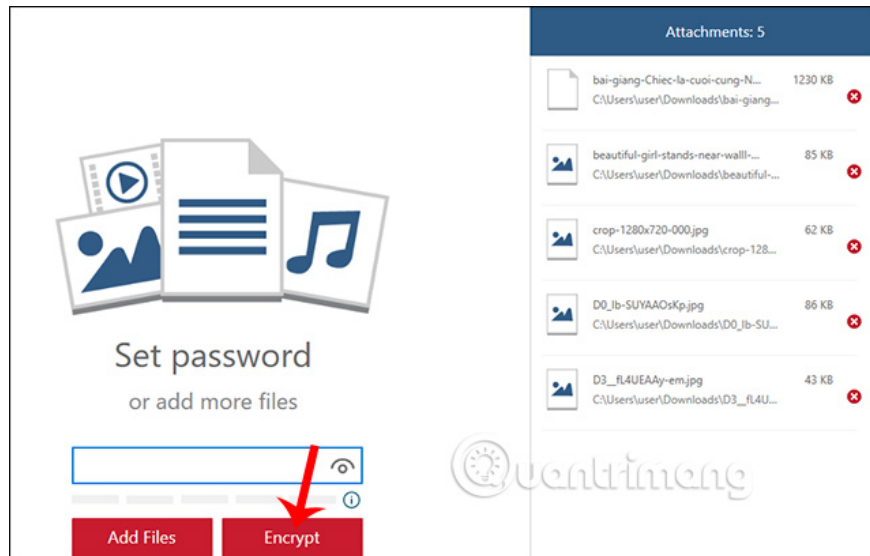 Attachments: 5
bai-giang-Chiec-la-cuoi-cung-N... 1230 KB
C:\Users\user\Downloads\bai-giang...
beautiful-girl-stands-near-walll-... 85 KB
C:\Users\user\Downloads\beautiful-...
crop-1280x720-000.jpg 62 KB
C:\Users\user\Downloads\crop-128...
D0_lb-SUYAAOsKp.jpg 86 KB
C:\Users\user\Downloads\D0_lb-SU...
D3__fL4UEAAy-em.jpg 43 KB
C:\Users\user\Downloads\D3__fL4U...
Set password
or add more files
Add Files
Encrypt
Quantrimang